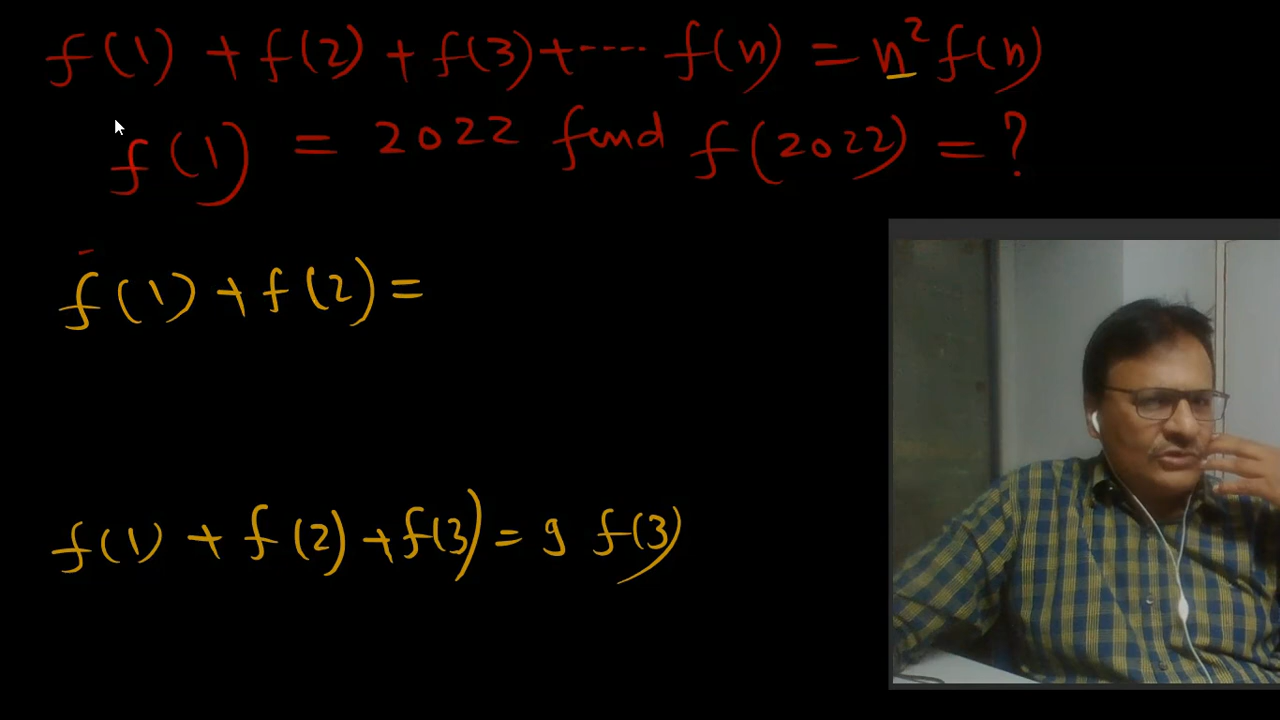 f(1) + f(2) + f(3) + ---- f(n) = n² f(n)
f(1) = 2022 find f(2022) = ?
f(1) + f(2) =
f(1) + f(2) + f(3) = 9 f(3)